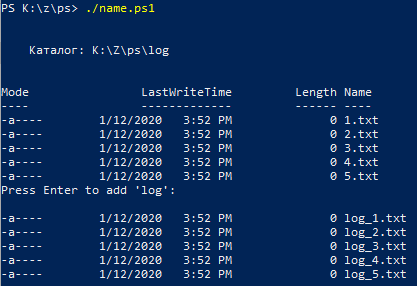 PS K:\z\ps> ./name.ps1
Каталог: K:\Z\ps\log
Mode LastWriteTime Length Name
---- ------------- ------ ----
-a---- 1/12/2020 3:52 PM 0 1.txt
-a---- 1/12/2020 3:52 PM 0 2.txt
-a---- 1/12/2020 3:52 PM 0 3.txt
-a---- 1/12/2020 3:52 PM 0 4.txt
-a---- 1/12/2020 3:52 PM 0 5.txt
Press Enter to add 'log':
-a---- 1/12/2020 3:52 PM 0 log_1.txt
-a---- 1/12/2020 3:52 PM 0 log_2.txt
-a---- 1/12/2020 3:52 PM 0 log_3.txt
-a---- 1/12/2020 3:52 PM 0 log_4.txt
-a---- 1/12/2020 3:52 PM 0 log_5.txt